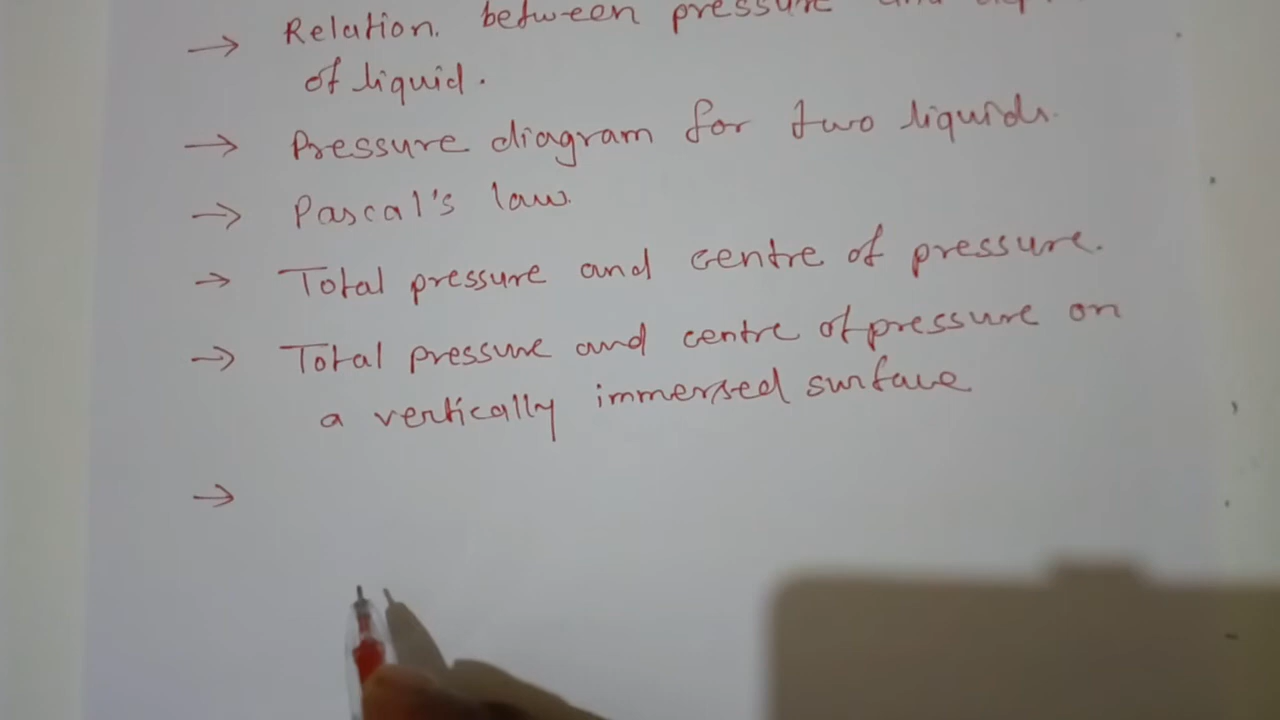 → Relation. between pressure
of liquid.
→ Pressure diagram for two liquids.
→ Pascal's law.
→ Total pressure and centre of pressure.
→ Total pressure and centre of pressure on
a vertically immersed surface
→